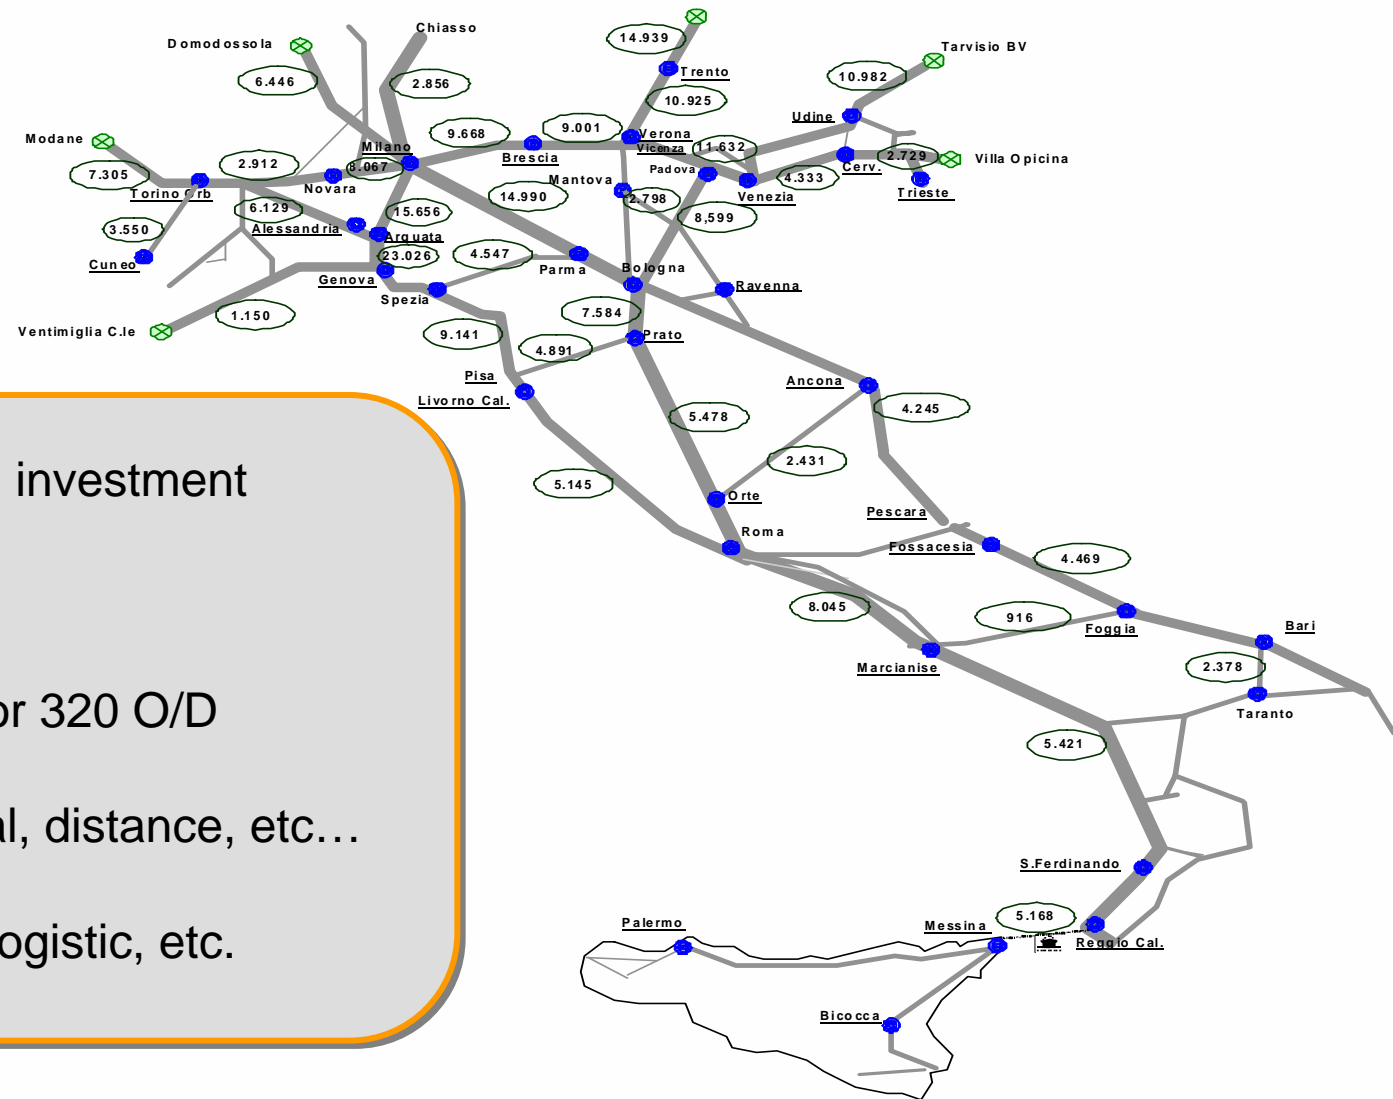 Chiasso
Domodossola
14.939
Tarvisio BV
6.446
2.856
Trento
10.982
10.925
Udine
Modane
9.668
9.001
Verona
Vicenza
11.632
Milano
Brescia
2.729
Villa Opicina
7.305
2.912
8.067
Novara
Mantova
Padova
4.333
Cerv.
Torino Orb
14.990
2.798
Venezia
Trieste
6.129
15.656
8,599
3.550
Alessandria
Arquata
Cuneo
23.026
4.547
Parma
Bologna
Genova
Spezia
Ravenna
1.150
7.584
Ventimiglia C.le
9.141
4.891
Prato
Pisa
Ancona
Livorno Cal.
4.245
5.478
investment
2.431
5.145
Orte
Pescara
Roma
Fossacesia
4.469
8.045
916
Foggia
Bari
Marcianise
2.378
or 320 O/D
Taranto
5.421
al, distance, etc…
S.Ferdinando
5.168
Palermo
Messina
Reggio Cal.
ogistic, etc.
Bicocca